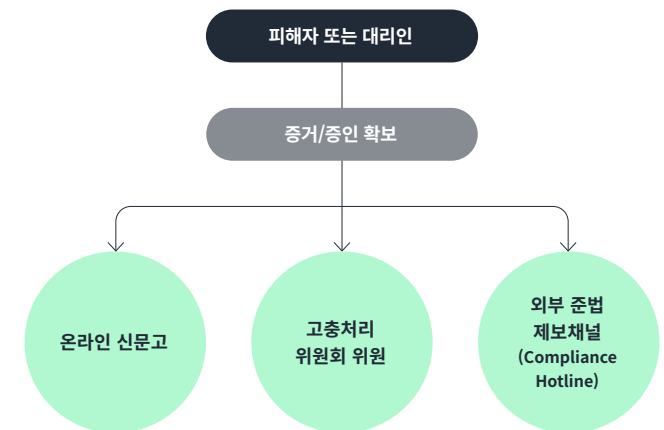 피해자 또는 대리인
증거/증인 확보
온라인 신문고
고충처리
위원회 위원
외부 준법
제보채널
(Compliance
Hotline)